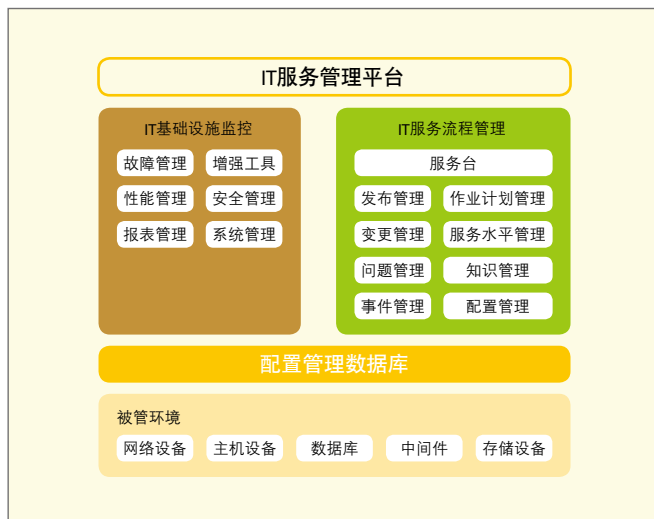 IT服务管理平台
IT基础设施监控
故障管理 增强工具
性能管理 安全管理
报表管理 系统管理
IT服务流程管理
服务台
发布管理 作业计划管理
变更管理 服务水平管理
问题管理 知识管理
事件管理 配置管理
配置管理数据库
被管环境
网络设备 主机设备 数据库 中间件 存储设备